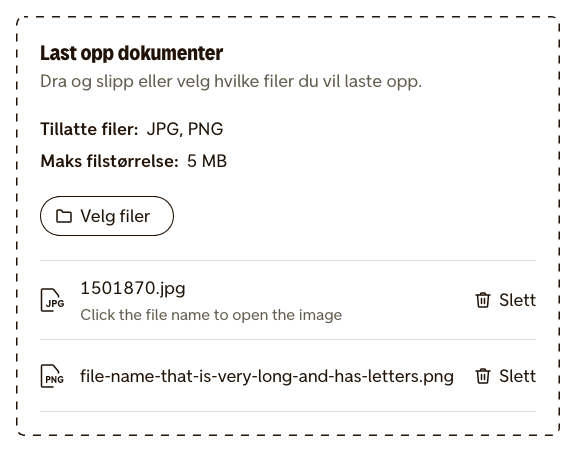 Last opp dokumenter
Dra og slipp eller velg hvilke filer du vil laste opp.
Tillatte filer: JPG, PNG
Maks filstørrelse: 5 MB
Velg filer
1501870.jpg
JPG
Slett
Click the file name to open the image
PNG file-name-that-is-very-long-and-has-letters.png Slett